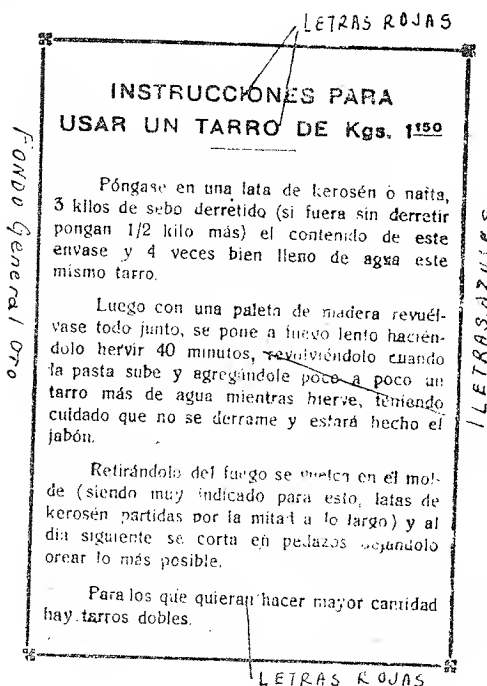 LETRAS ROJAS
INSTRUCCIONES PARA
USAR UN TARRO DE Kgs. 1150
Póngase en una lata de kerosén o nafta,
3 kilos de sebo derretido (si fuera sin derretir
pongan 1/2 kilo más) el contenido de este
envase y 4 veces bien lleno de agua este
mismo tarro.
Luego con una paleta de madera revuél-
vase todo junto, se pone a fuego lento hacién-
dolo hervir 40 minutos, revolviéndolo cuando
la pasta sube y agregándole poco a poco un
tarro más de agua mientras hierve, teniendo
cuidado que no se derrame y estará hecho el
jabón.
Retirándolo del fuego se vuelca en el mol-
de (siendo muy indicado para esto, latas de
kerosén partidas por la mitad a lo largo) y al
día siguiente se corta en pedazos dejándolo
orear lo más posible.
Para los que quieran hacer mayor cantidad
hay tarros dobles.
LETRAS ROJAS
FONDO General Oro
LETRAS AZULES